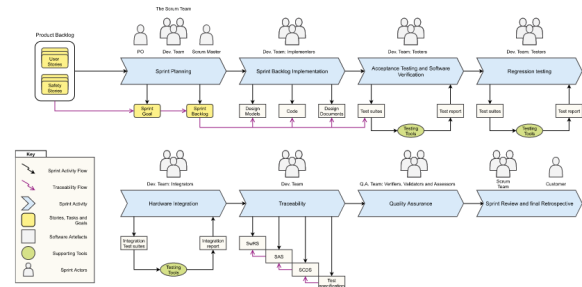 The Scrum Team
Product Backlog
PO
Dev. Team
Scrum Master
Dev. Team: Implementers
Dev. Team: Testers
Dev. Team: Testers
User
Stories
Safety
Stories
Sprint Planning
Sprint Backlog Implementation
Acceptance Testing and Software
Verification
Regression testing
Sprint
Goal
Sprint
Backlog
Design
Models
Code
Design
Documents
Test suites
Test report
Testing
Tools
Test suites
Test report
Testing
Tools
Key
Sprint Activity Flow
Traceability Flow
Sprint Activity
Stories, Tasks and
Goals
Software Artefacts
Supporting Tools
Sprint Actors
Dev. Team: Integrators
Dev. Team
Q.A. Team: Verifiers, Validators and Assessors
Scrum
Team
Customer
Hardware Integration
Traceability
Quality Assurance
Sprint Review and final Retrospective
Integration
Test suites
Integration
report
Testing
Tools
SwRS
SAS
SCDS
Test